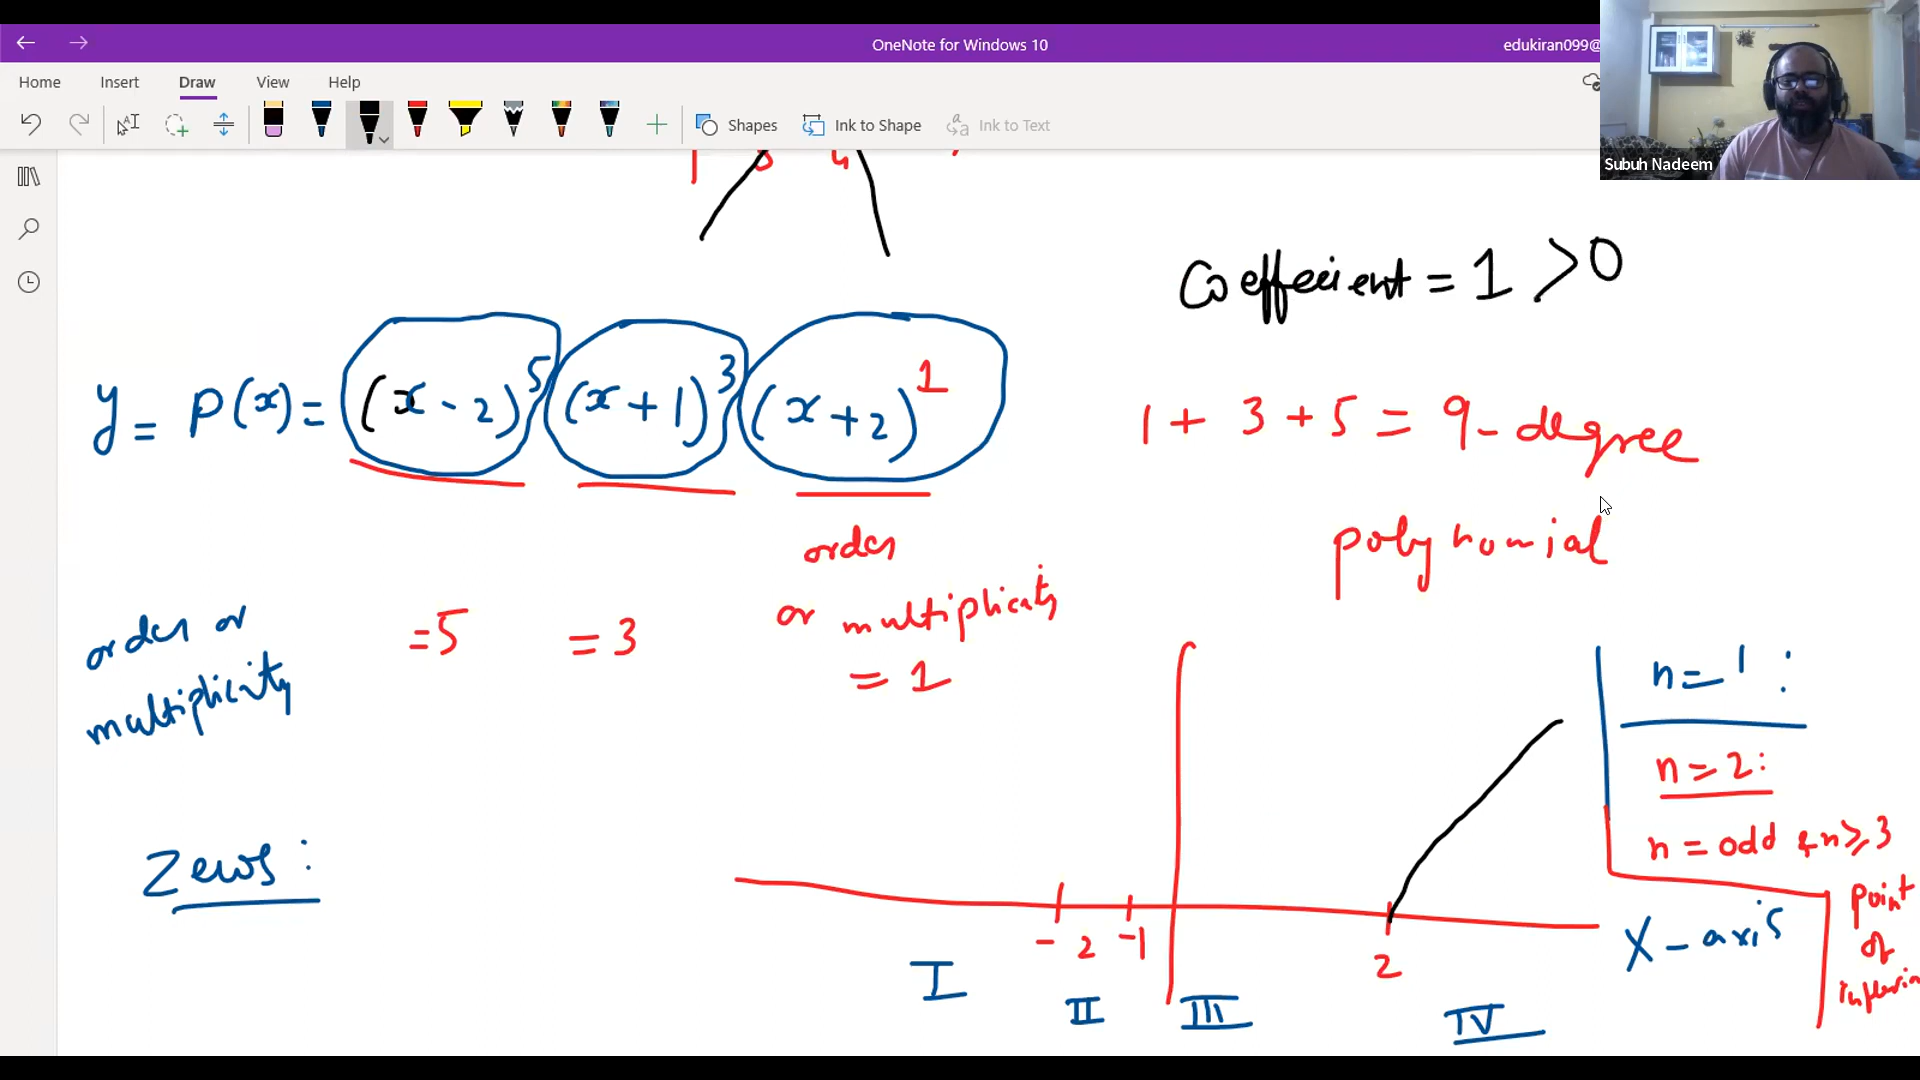 OneNote for Windows 10
edukiran099@
Home Insert Draw View Help
Shapes Ink to Shape Ink to Text
Subuh Nadeem
3 4
Coeffecient = 1 > 0
y = P(x) = (x - 2)^5 (x + 1)^3 (x + 2)^1
1 + 3 + 5 = 9 - degree
polynomial
order or
multiplicity
= 5
= 3
order
or multiplicity
= 1
n = 1 :
n = 2 :
n = odd & n ≥ 3
point
of
Zeros :
- 2 -1 2
X - axis
I II III IV